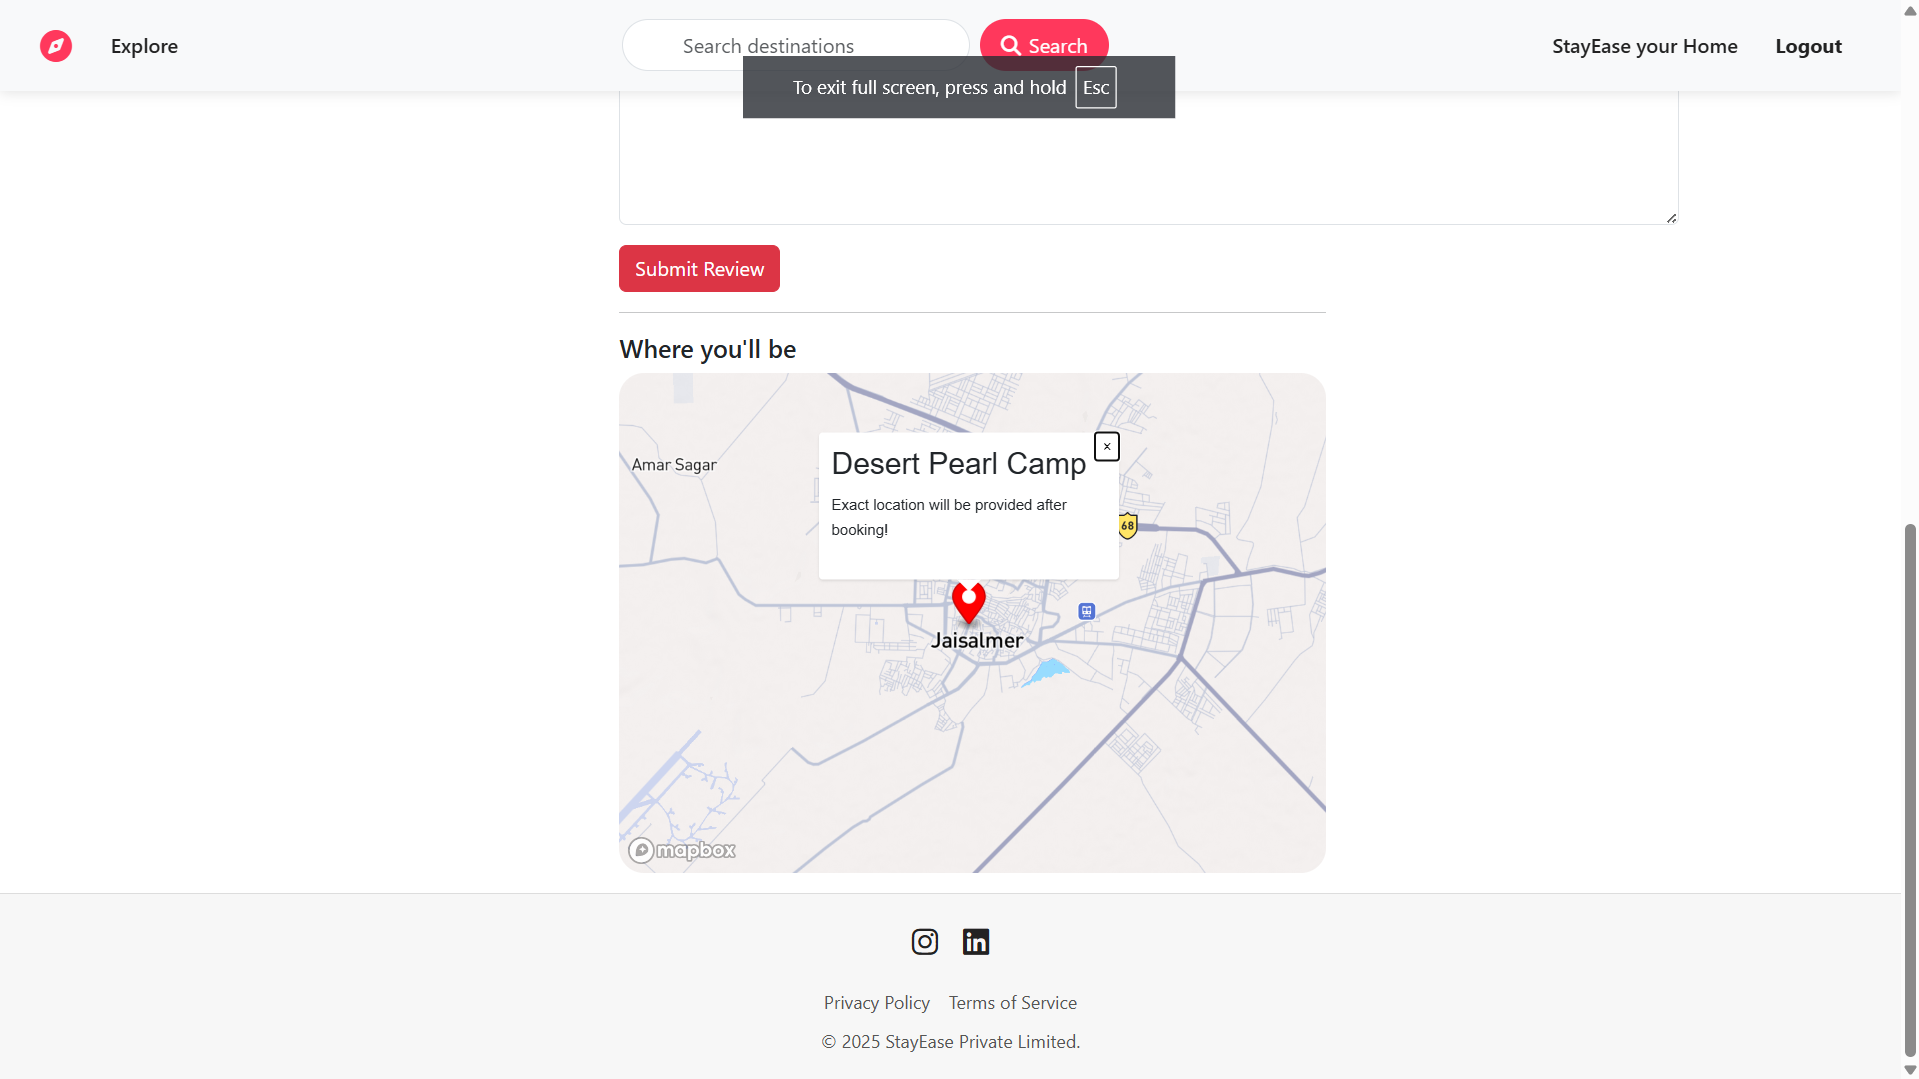 Explore
Search destinations
Search
StayEase your Home
Logout
To exit full screen, press and hold Esc
Submit Review
Where you'll be
Amar Sagar
×
Desert Pearl Camp
Exact location will be provided after
booking!
68
Jaisalmer
mapbox
Privacy Policy
Terms of Service
© 2025 StayEase Private Limited.